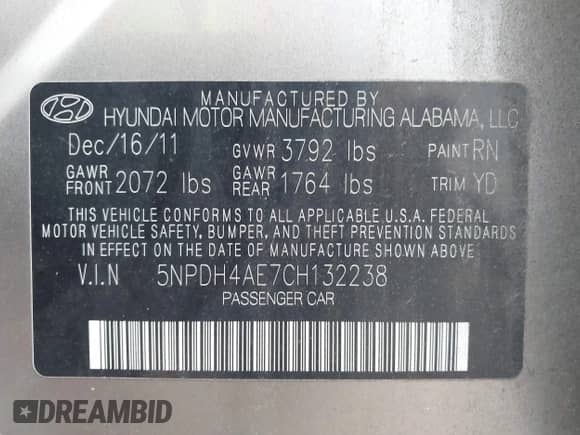 MANUFACTURED BY
HYUNDAI MOTOR MANUFACTURING ALABAMA, LLC
Dec/16/11 GVWR 3792 lbs PAINT RN
GAWR FRONT 2072 lbs GAWR REAR 1764 lbs TRIM YD
THIS VEHICLE CONFORMS TO ALL APPLICABLE U.S.A. FEDERAL
MOTOR VEHICLE SAFETY, BUMPER, AND THEFT PREVENTION STANDARDS
IN EFFECT ON THE DATE OF MANUFACTURE SHOWN ABOVE.
V.I.N 5NPDH4AE7CH132238
PASSENGER CAR
DREAMBID